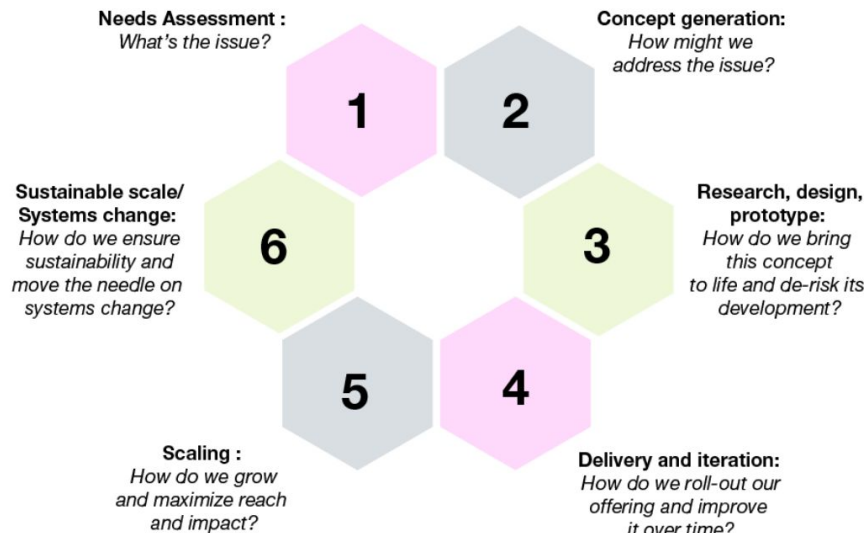 Needs Assessment :
What's the issue?
1
2
Concept generation:
How might we
address the issue?
Sustainable scale/
Systems change:
How do we ensure
sustainability and
move the needle on
systems change?
6
3
Research, design,
prototype:
How do we bring
this concept
to life and de-risk its
development?
5
4
Scaling :
How do we grow
and maximize reach
and impact?
Delivery and iteration:
How do we roll-out our
offering and improve
it over time?